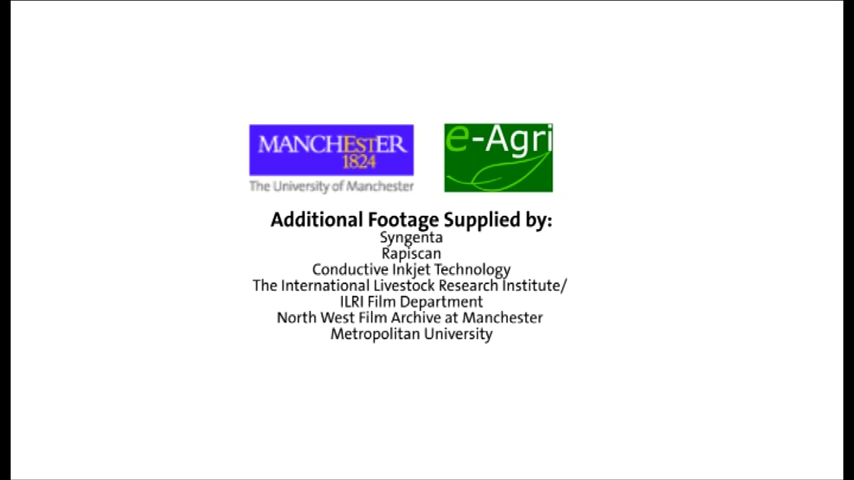 MANCHESTER
1824
The University of Manchester
e-Agri
Additional Footage Supplied by:
Syngenta
Rapiscan
Conductive Inkjet Technology
The International Livestock Research Institute/
ILRI Film Department
North West Film Archive at Manchester
Metropolitan University